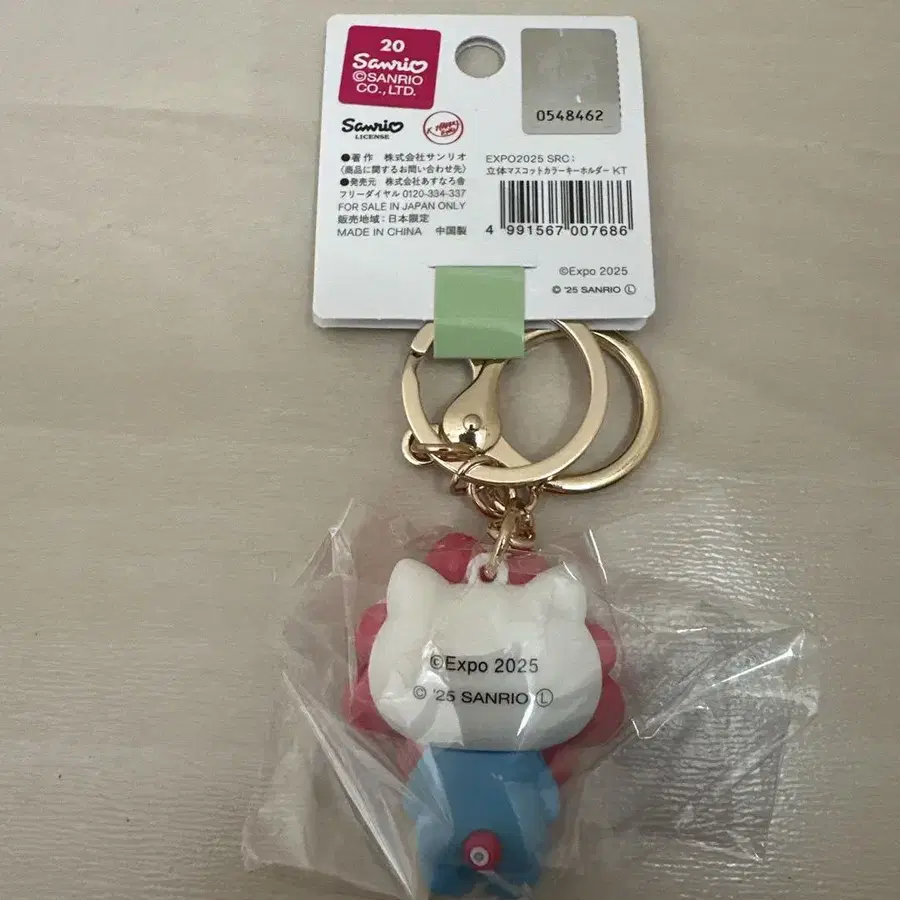 20
Sanrio
©SANRIO
CO., LTD.
0548462
Sanrio
LICENSE
●著作 株式会社サンリオ
〈商品に関するお問い合わせ先〉
●発売元 株式会社あすなろ舎
フリーダイヤル 0120-334-337
FOR SALE IN JAPAN ONLY
販売地域:日本限定
MADE IN CHINA 中国製
EXPO2025 SRC;
立体マスコットカラーキーホルダー KT
4 991567 007686
©Expo 2025
© '25 SANRIO Ⓛ
©Expo 2025
© '25 SANRIO Ⓛ